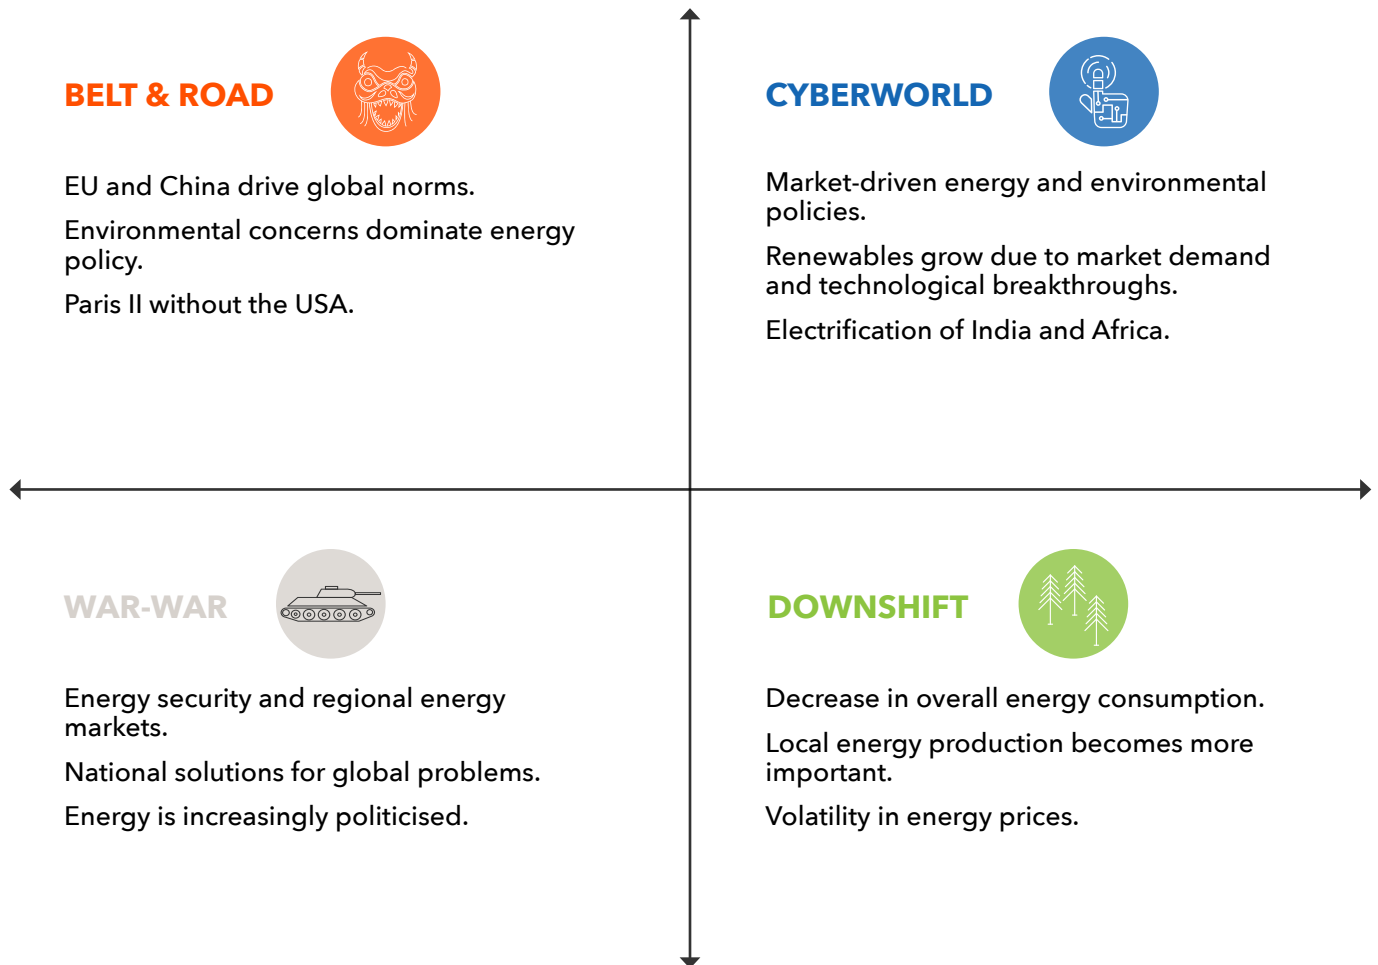 BELT & ROAD
EU and China drive global norms.
Environmental concerns dominate energy
policy.
Paris II without the USA.
CYBERWORLD
Market-driven energy and environmental
policies.
Renewables grow due to market demand
and technological breakthroughs.
Electrification of India and Africa.
WAR-WAR
Energy security and regional energy
markets.
National solutions for global problems.
Energy is increasingly politicised.
DOWNSHIFT
Decrease in overall energy consumption.
Local energy production becomes more
important.
Volatility in energy prices.